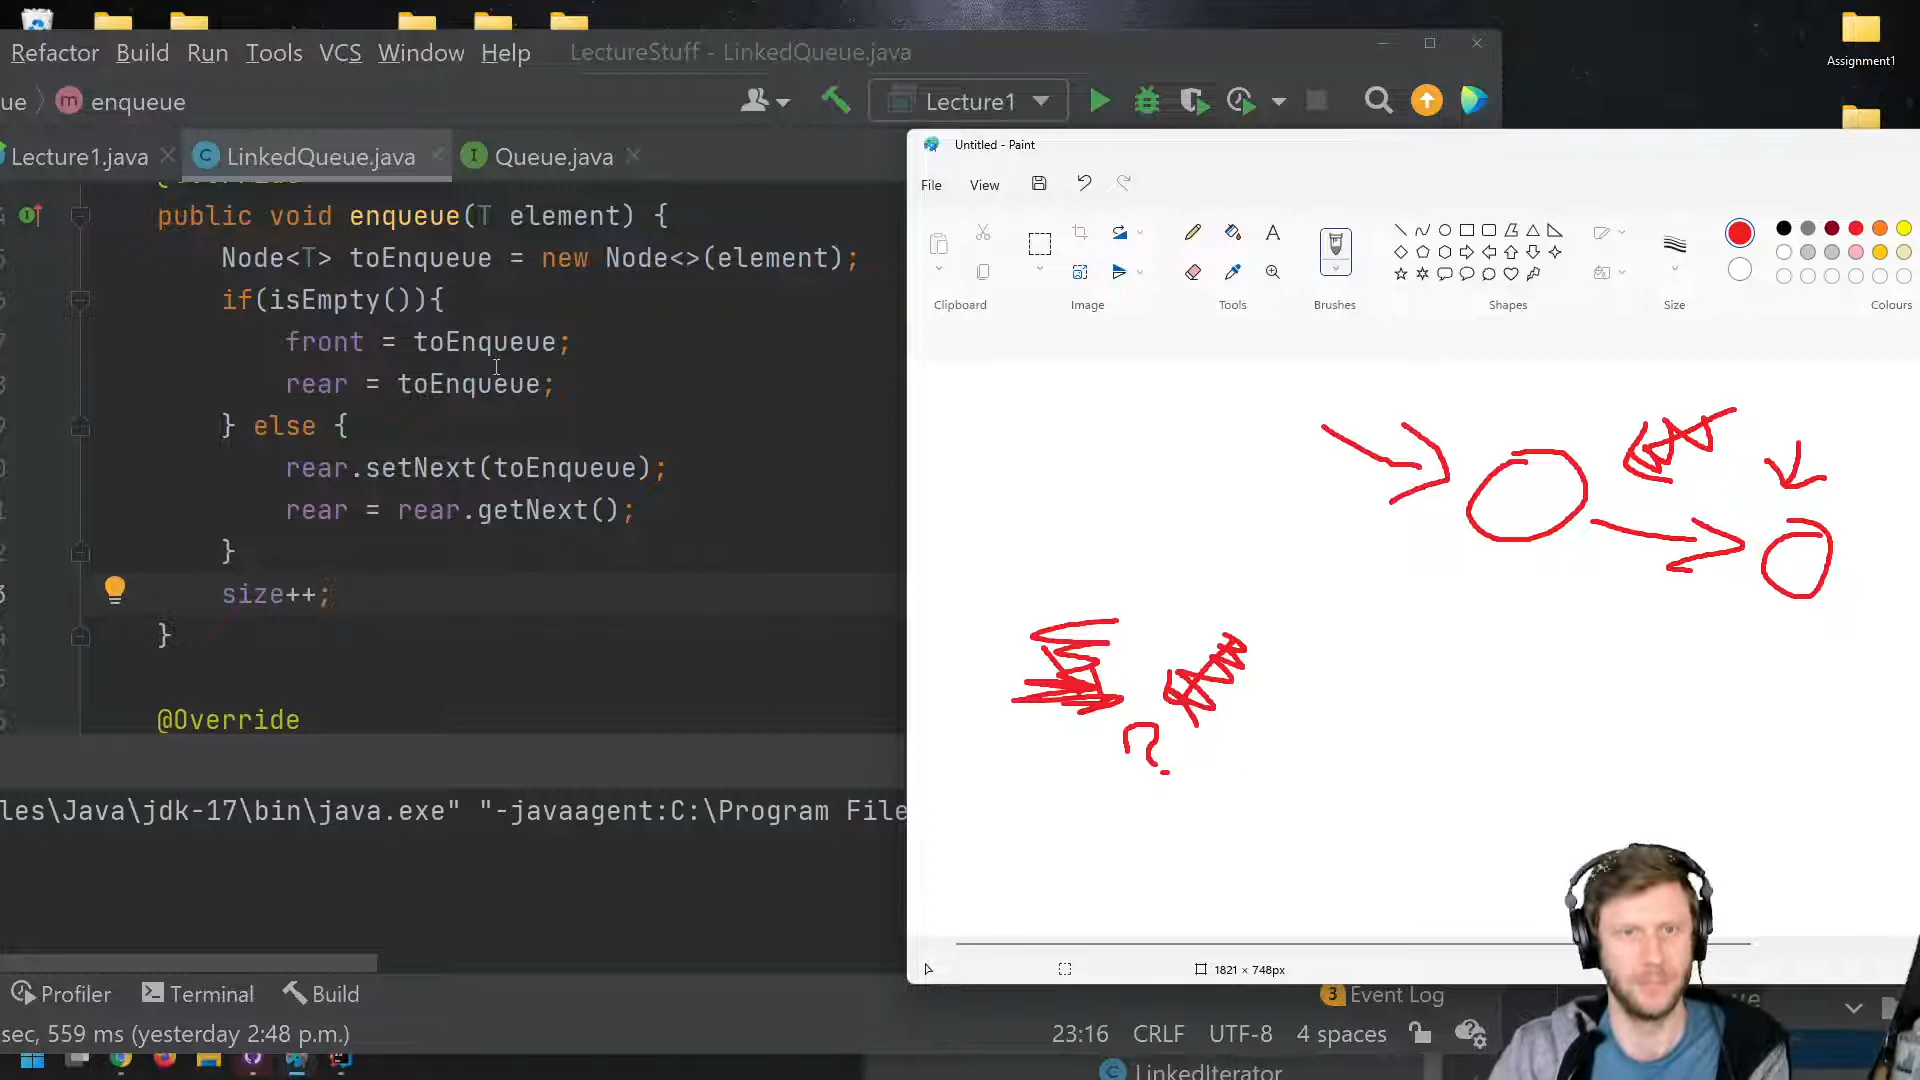 Assignment1
Refactor Build Run Tools VCS Window Help LectureStuff - LinkedQueue.java
ue m enqueue Lecture1
Lecture1.java C LinkedQueue.java I Queue.java
public void enqueue(T element) {
Node<T> toEnqueue = new Node<>(element);
if(isEmpty()){
front = toEnqueue;
rear = toEnqueue;
} else {
rear.setNext(toEnqueue);
rear = rear.getNext();
}
size++;
}
@Override
les\Java\jdk-17\bin\java.exe" "-javaagent:C:\Program File
Profiler Terminal Build
3 Event Log
sec, 559 ms (yesterday 2:48 p.m.)
23:16 CRLF UTF-8 4 spaces
C LinkedIterator
Untitled - Paint
File View
A
Clipboard Image Tools Brushes Shapes Size Colours
?
1821 × 748px